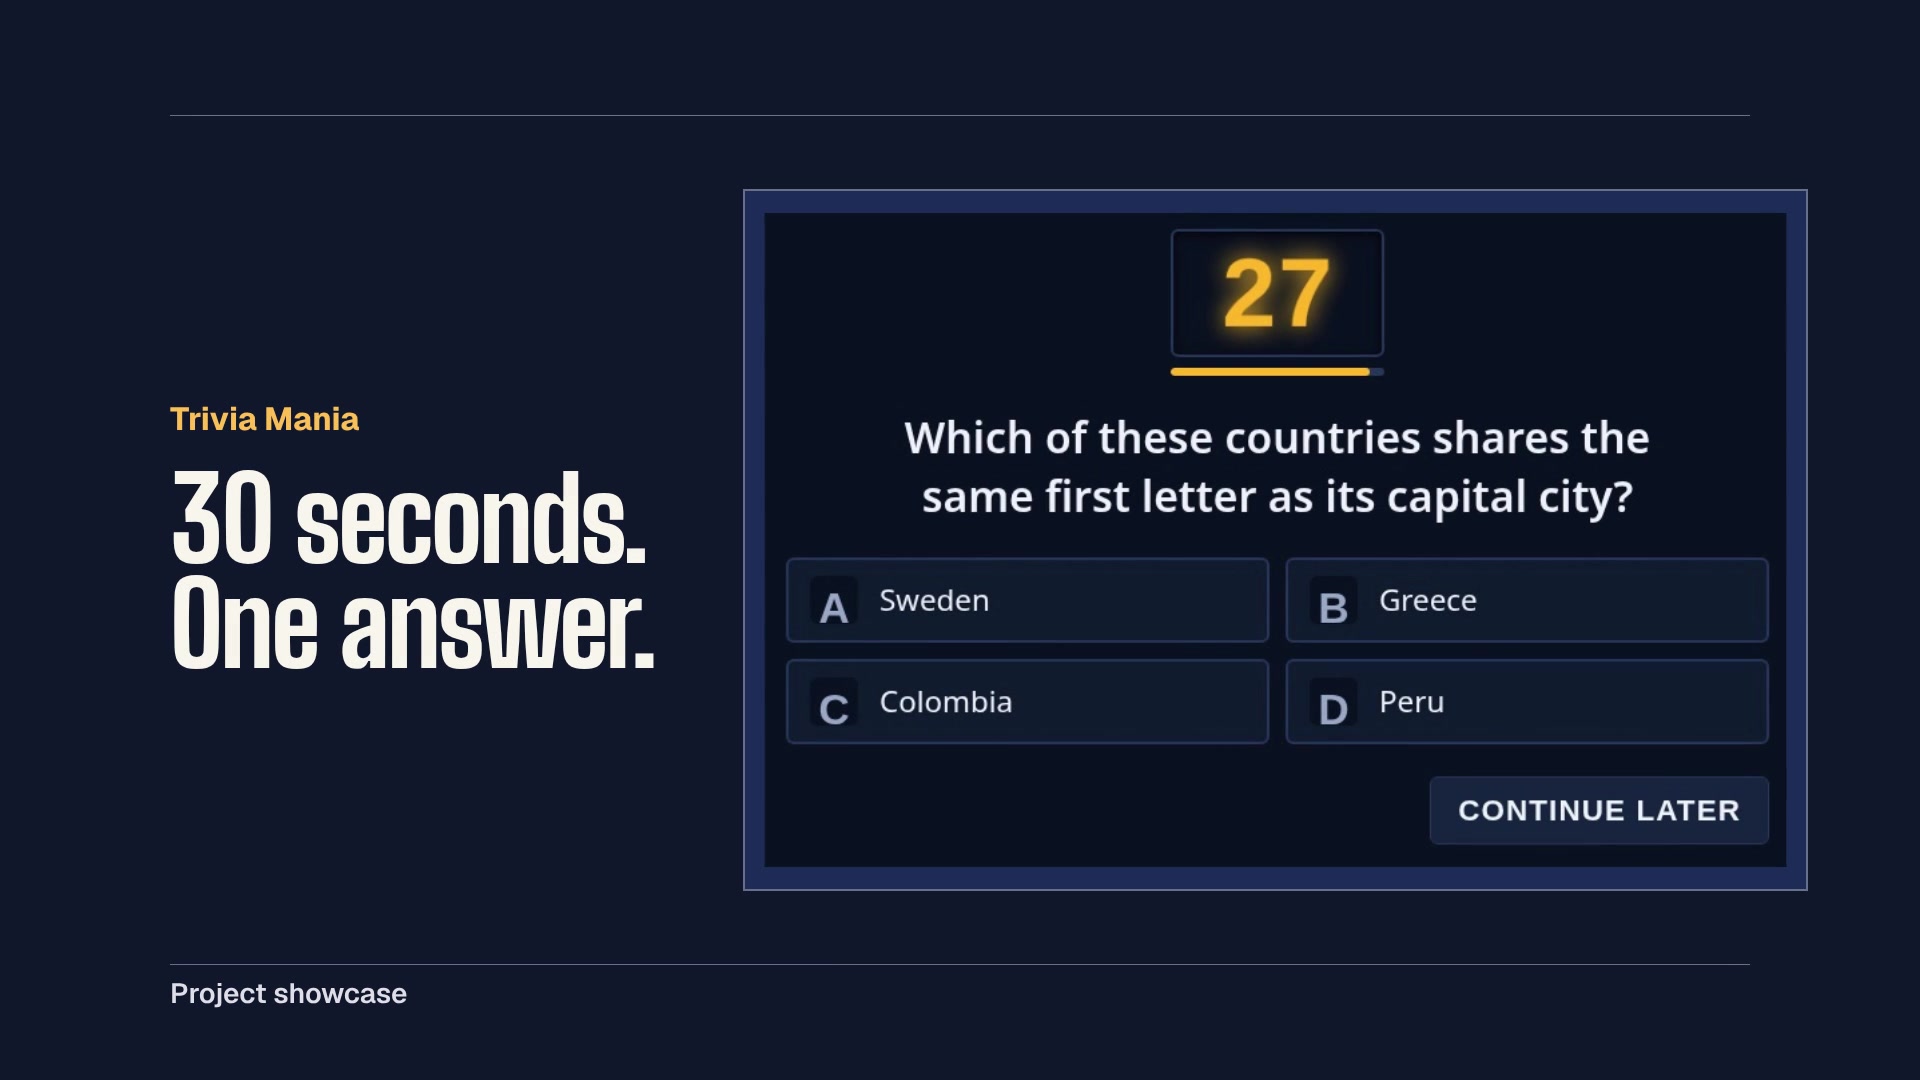 Trivia Mania
30 seconds.
One answer.
27
Which of these countries shares the
same first letter as its capital city?
A Sweden
B Greece
C Colombia
D Peru
CONTINUE LATER
Project showcase